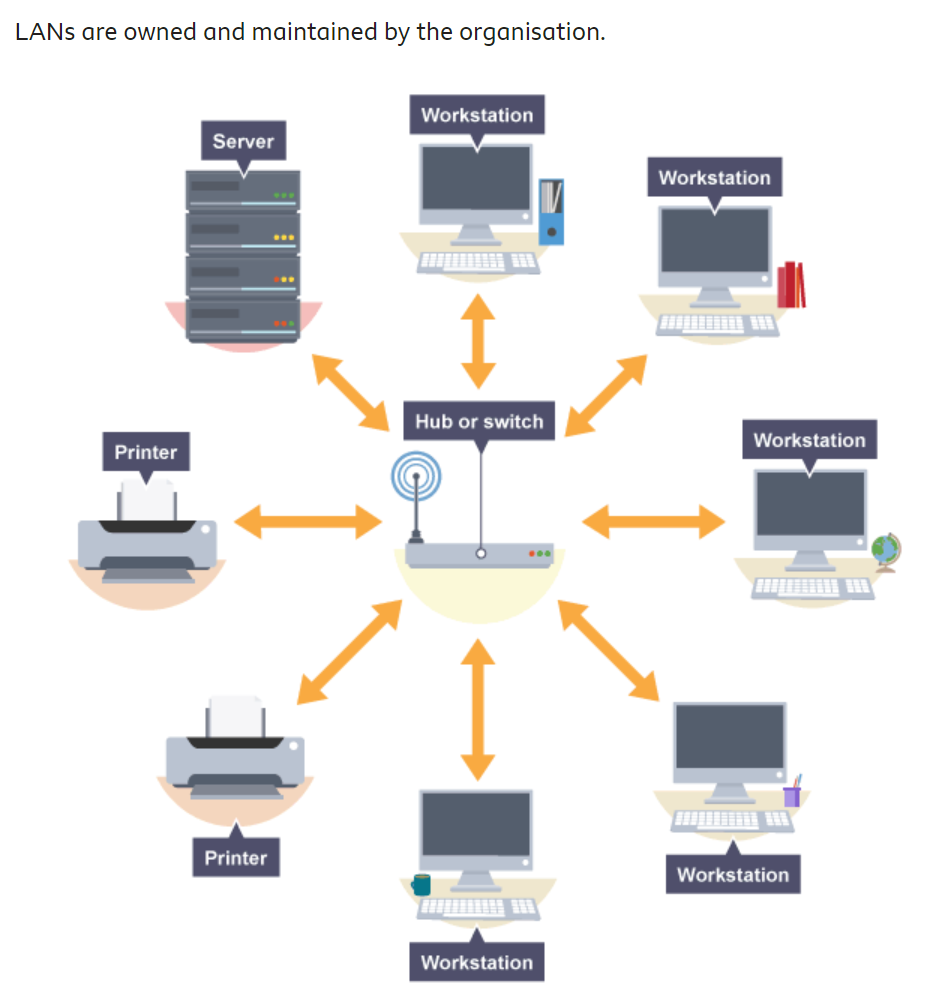 LANs are owned and maintained by the organisation.
Workstation
Server
Workstation
Hub or switch
Workstation
Printer
Printer
Workstation
Workstation